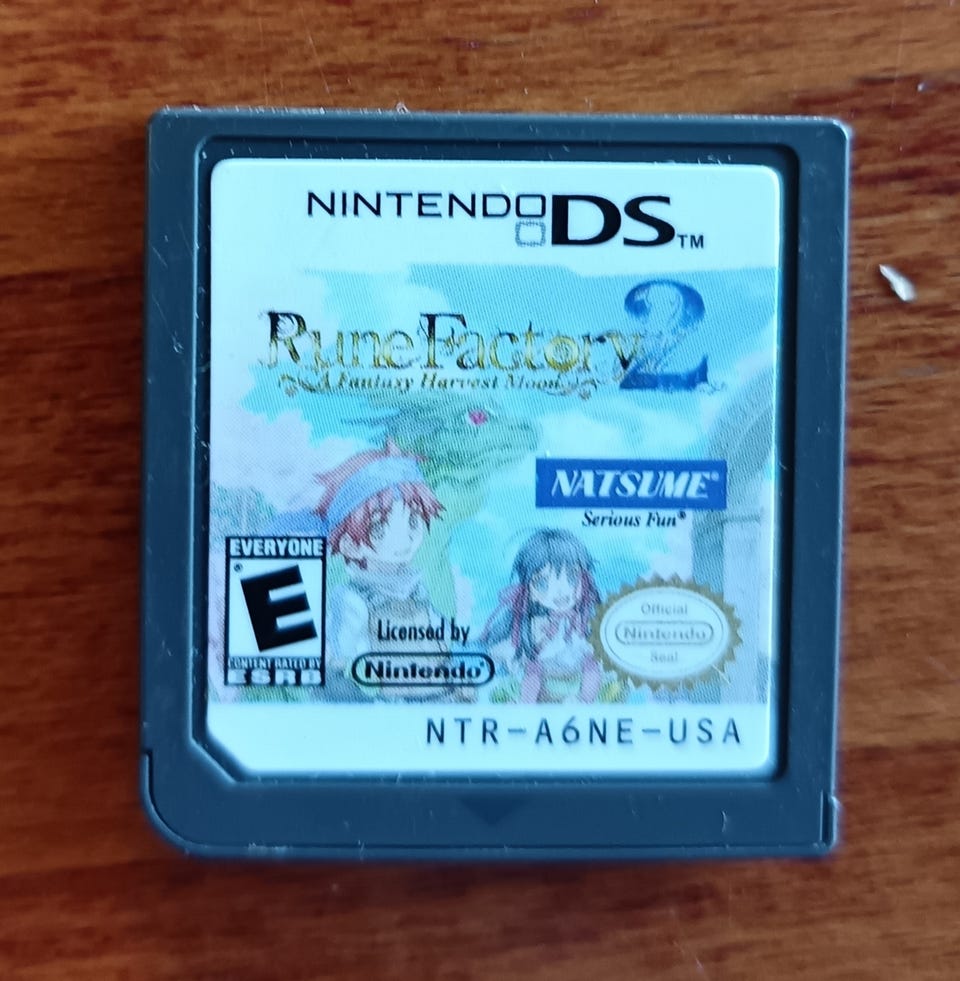 NINTENDO DS™
Rune Factory 2
A Fantasy Harvest Moon
NATSUME®
Serious Fun®
EVERYONE
E
CONTENT RATED BY
ESRB
Licensed by
Nintendo®
Official
Nintendo
Seal
NTR-A6NE-USA